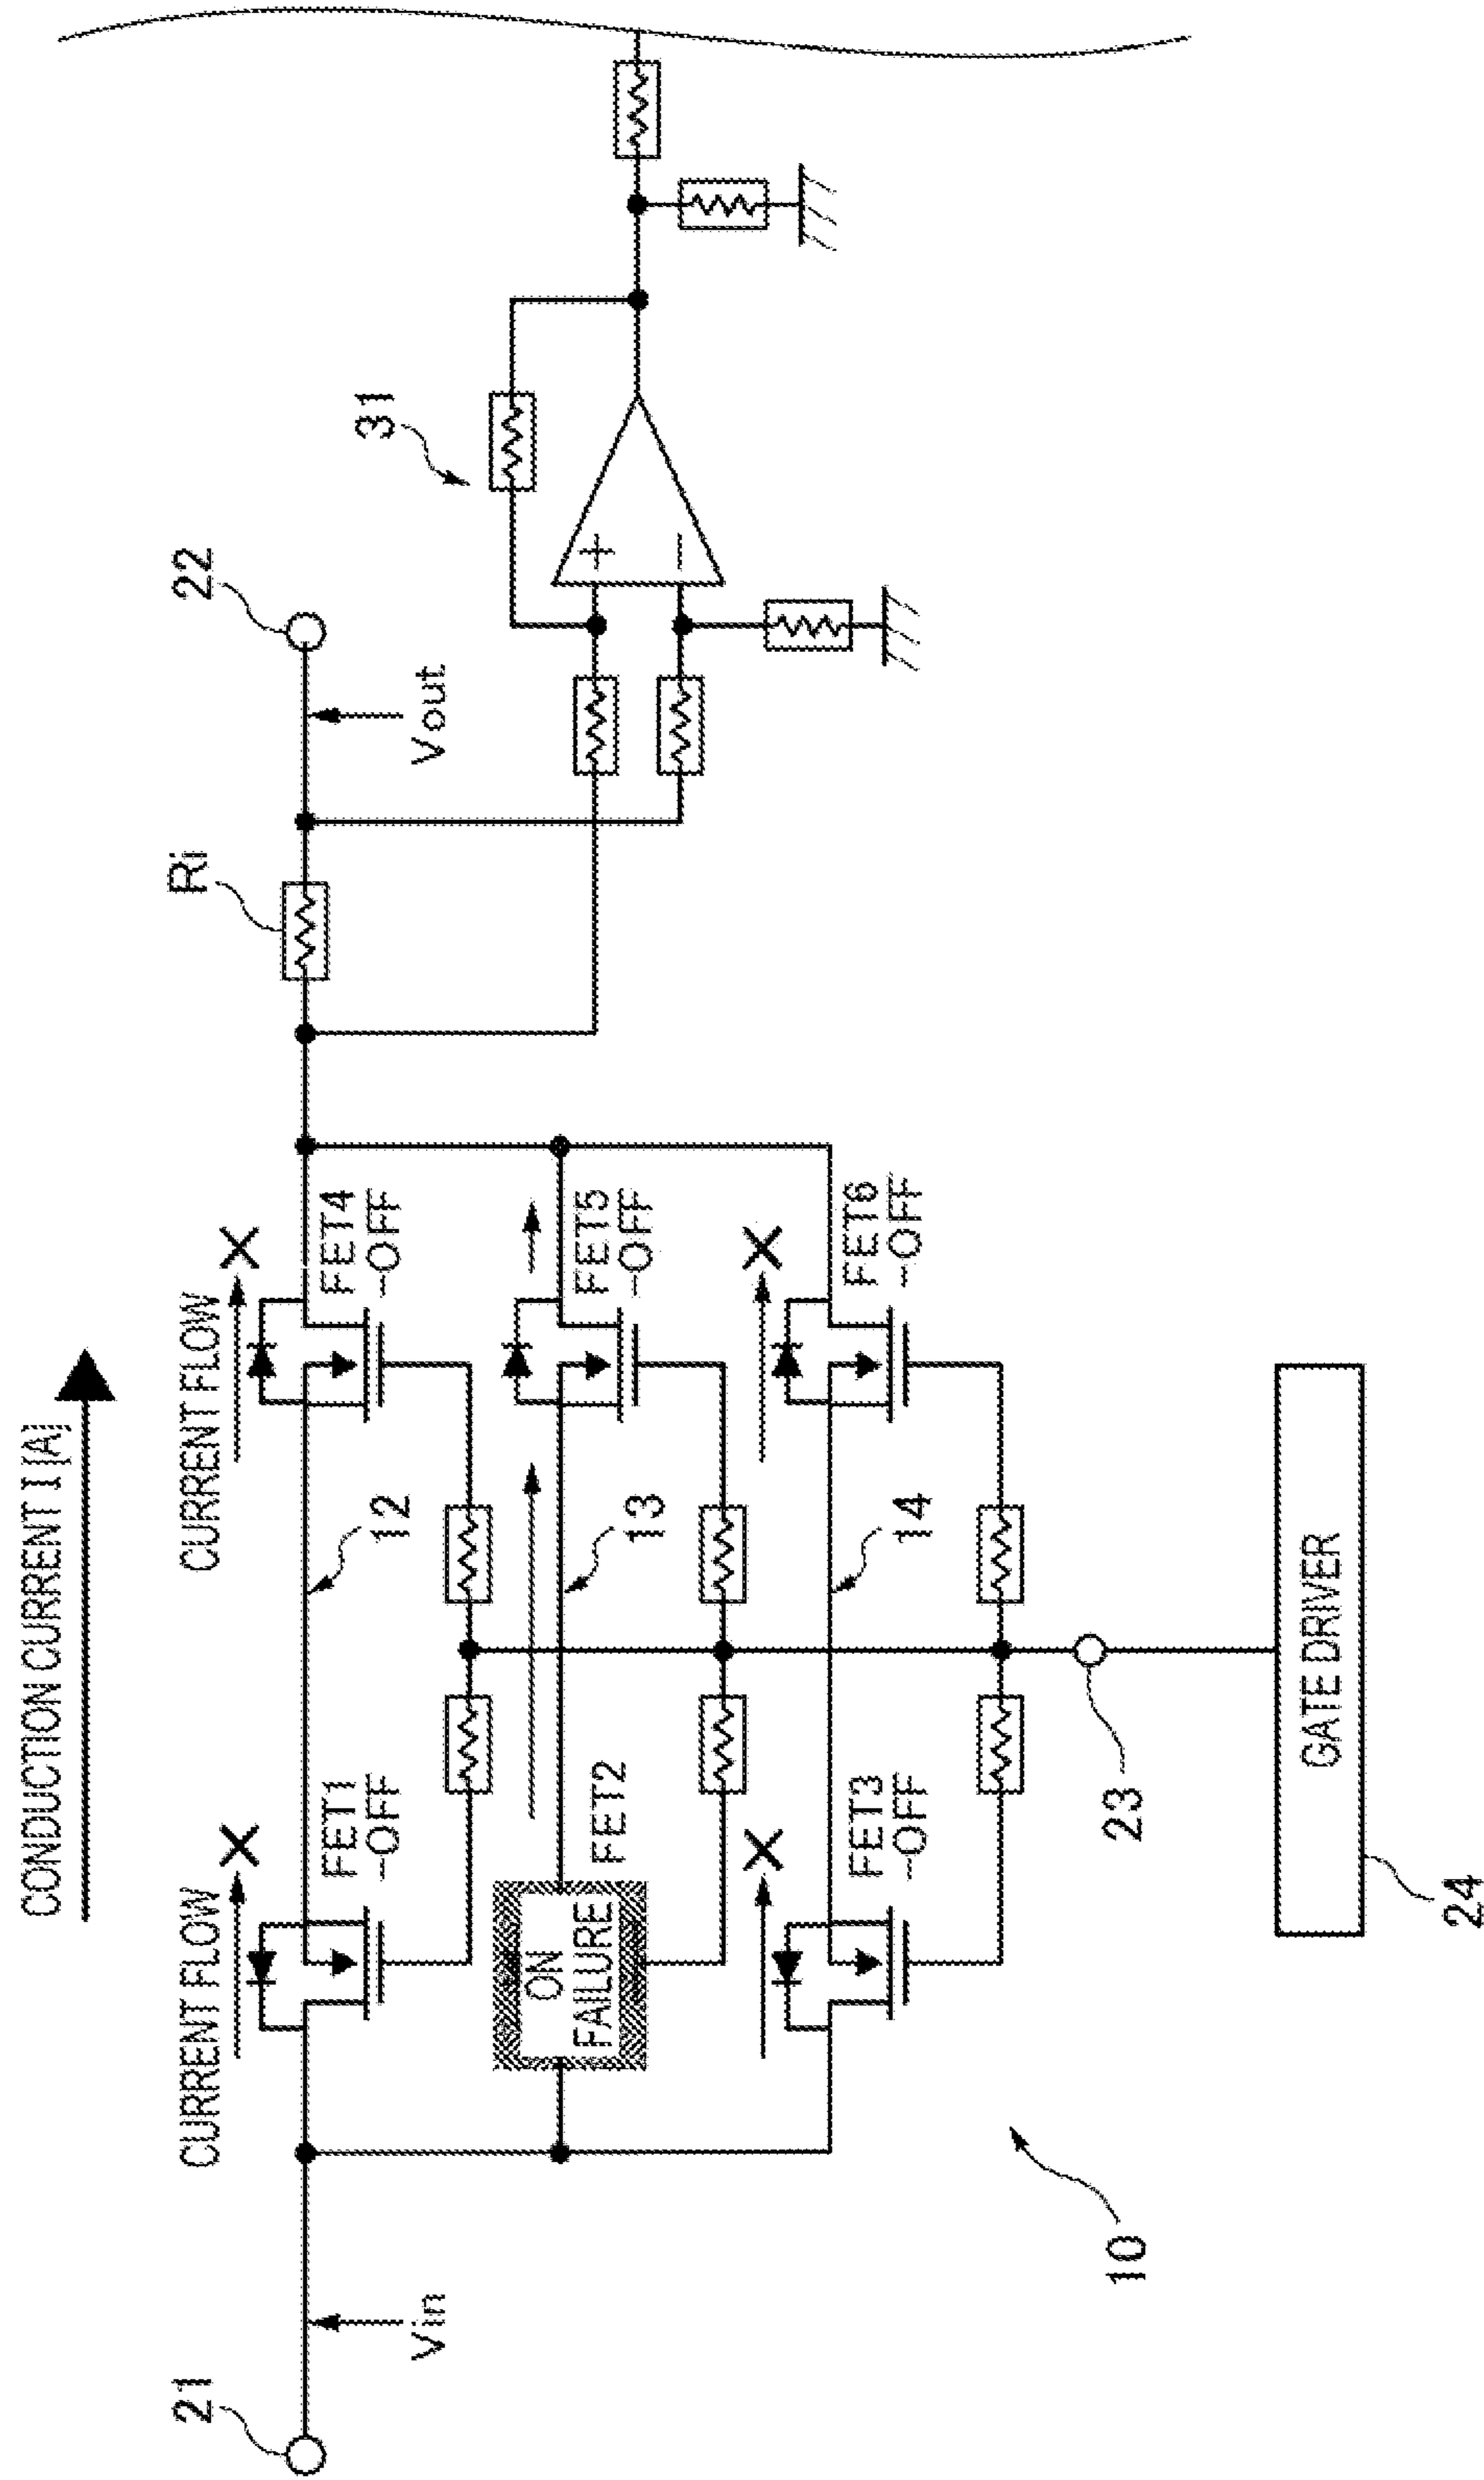 CONDUCTION CURRENT I [A]
CURRENT FLOW
CURRENT FLOW
X
X
21
Vin
FET1
-OFF
12
FET4
-OFF
Ri
22
Vout
31
ON
FAILURE
FET2
13
FET5
-OFF
+
−
X
X
FET3
-OFF
14
FET6
-OFF
10
23
GATE DRIVER
24